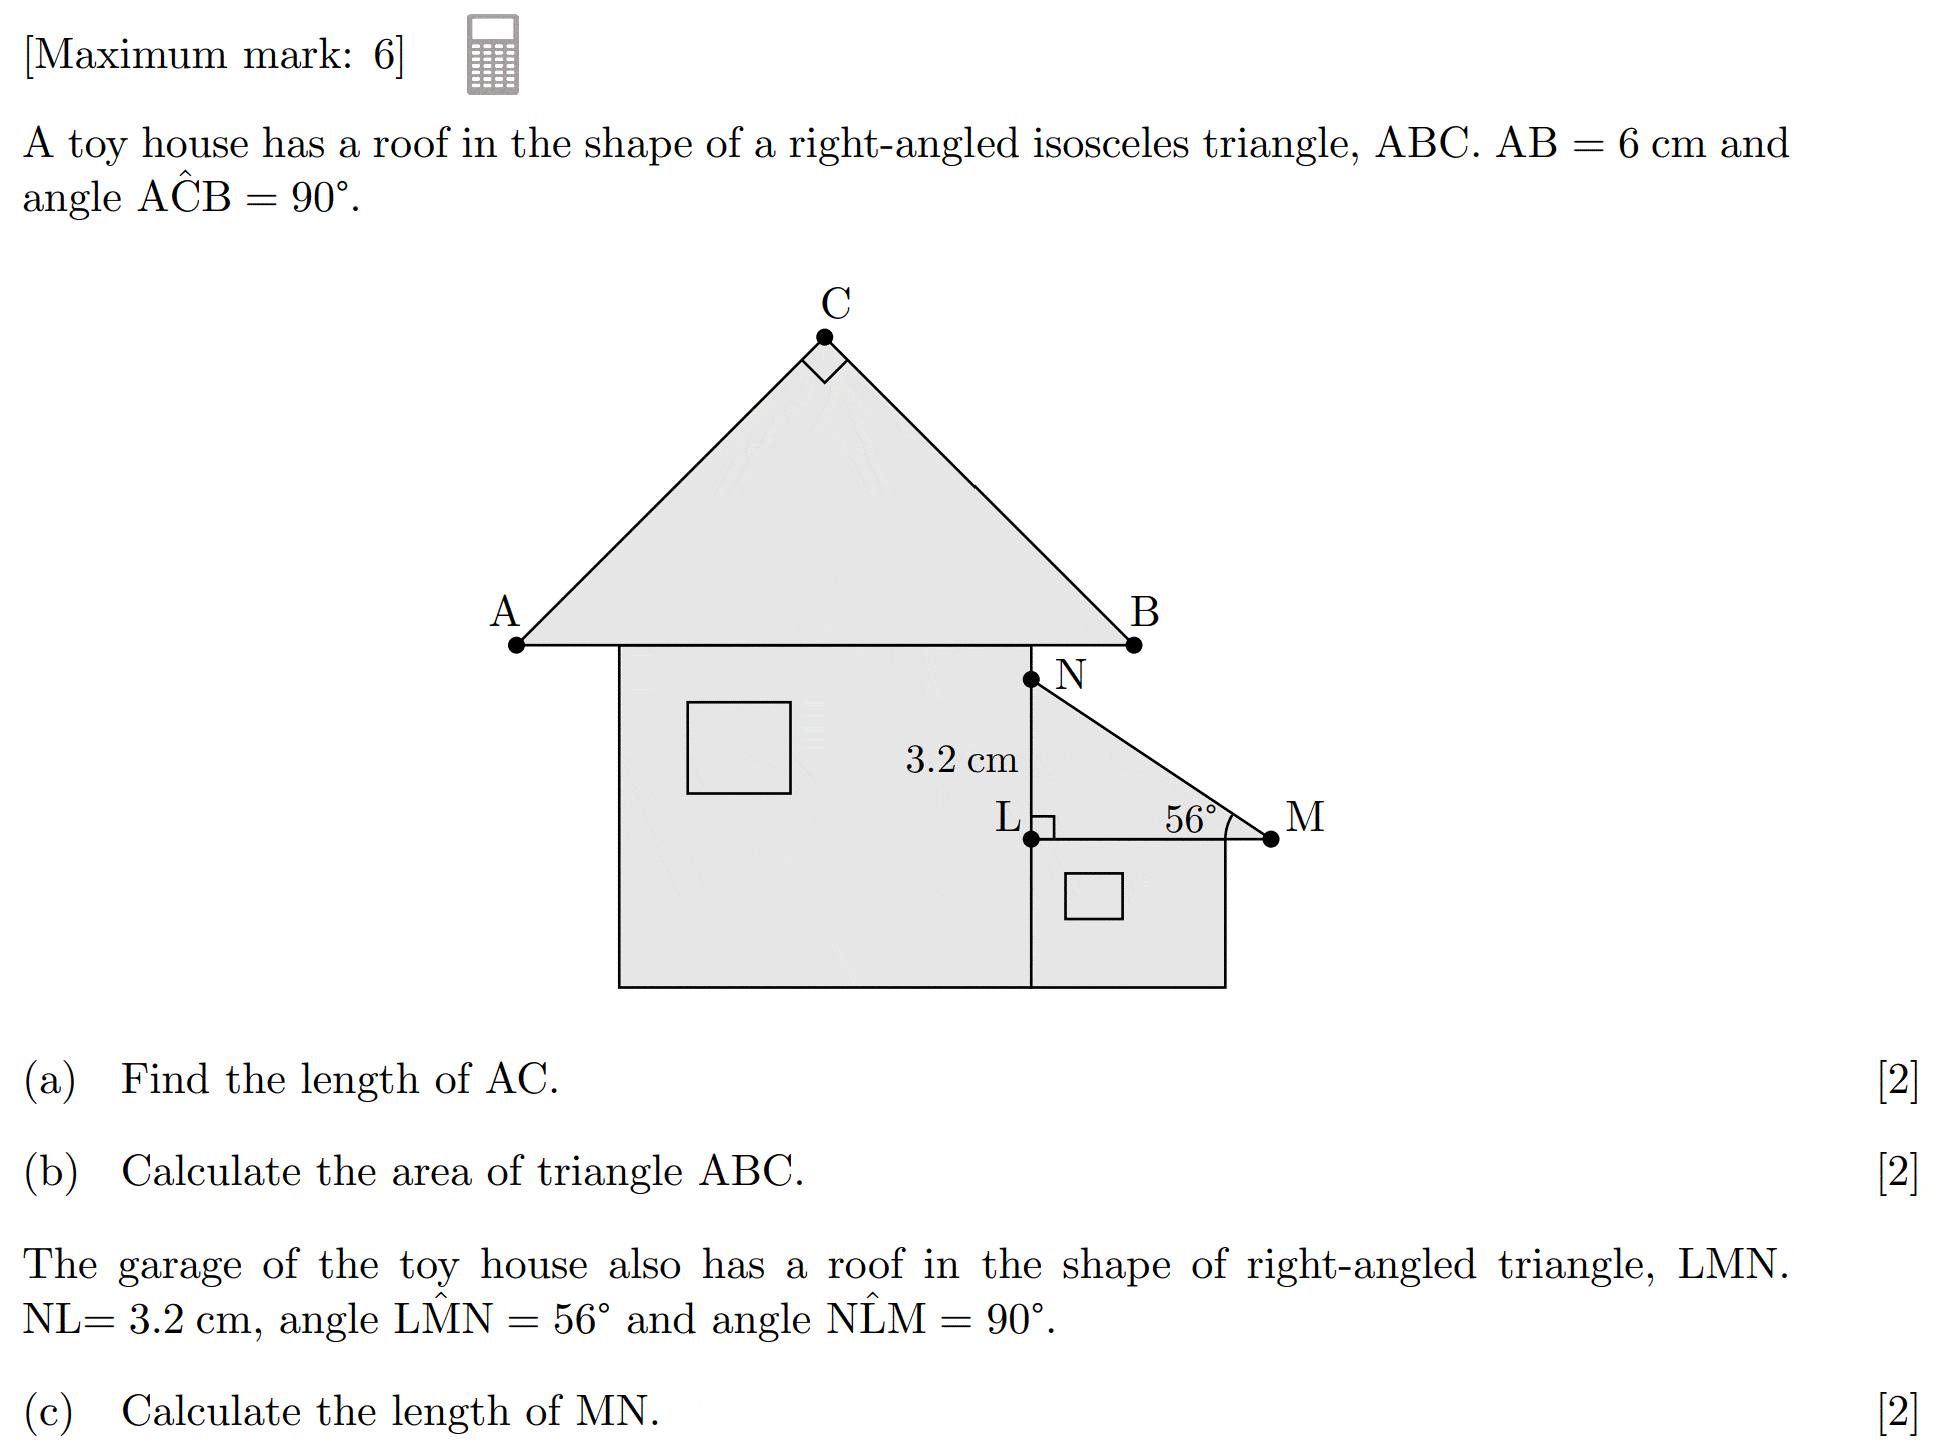 [Maximum mark: 6]
A toy house has a roof in the shape of a right-angled isosceles triangle, ABC. AB = 6 cm and
angle AĈB = 90°.
C
A
B
N
3.2 cm
L
56°
M
(a) Find the length of AC. [2]
(b) Calculate the area of triangle ABC. [2]
The garage of the toy house also has a roof in the shape of right-angled triangle, LMN.
NL= 3.2 cm, angle LM̂N = 56° and angle NL̂M = 90°.
(c) Calculate the length of MN. [2]